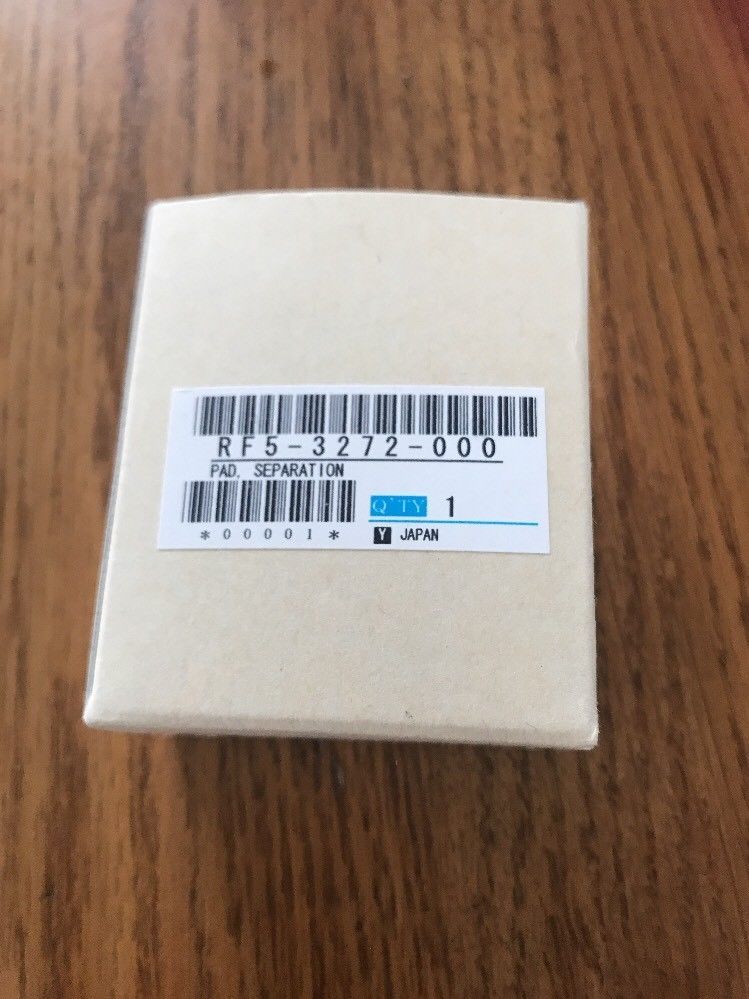 RF5-3272-000
PAD, SEPARATION
Q'TY 1
*00001*
Y JAPAN